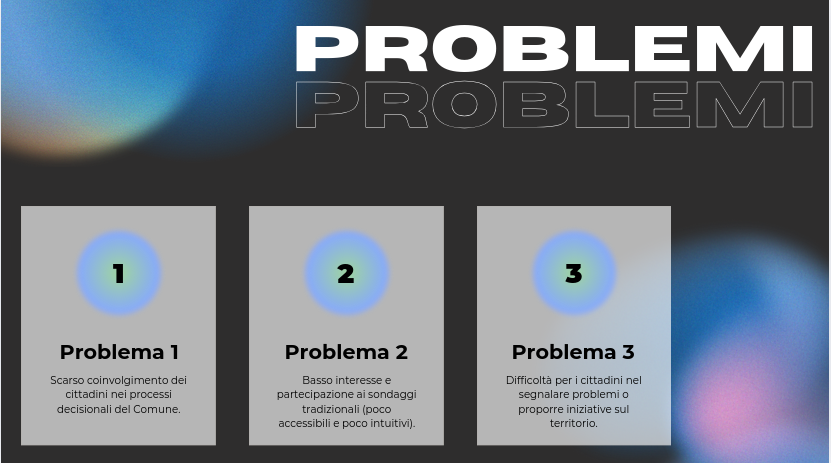 PROBLEMI
PROBLEMI
1
Problema 1
Scarso coinvolgimento dei
cittadini nei processi
decisionali del Comune.
2
Problema 2
Basso interesse e
partecipazione ai sondaggi
tradizionali (poco
accessibili e poco intuitivi).
3
Problema 3
Difficoltà per i cittadini nel
segnalare problemi o
proporre iniziative sul
territorio.